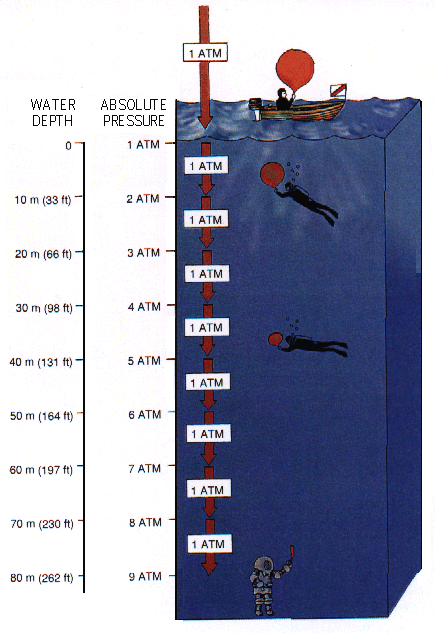 1 ATM
WATER DEPTH
ABSOLUTE PRESSURE
0
1 ATM
1 ATM
10 m (33 ft)
2 ATM
1 ATM
20 m (66 ft)
3 ATM
1 ATM
30 m (98 ft)
4 ATM
1 ATM
40 m (131 ft)
5 ATM
1 ATM
50 m (164 ft)
6 ATM
1 ATM
60 m (197 ft)
7 ATM
1 ATM
70 m (230 ft)
8 ATM
1 ATM
80 m (262 ft)
9 ATM